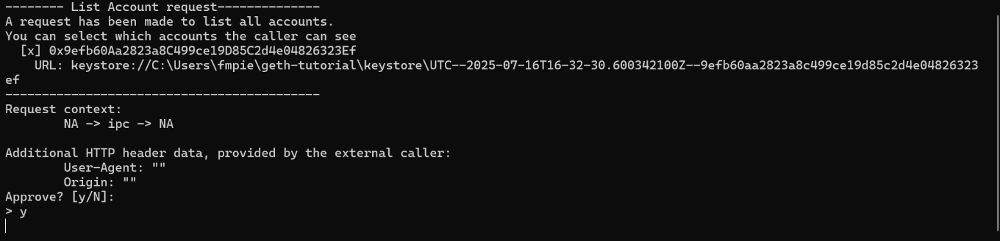 -------- List Account request--------------
A request has been made to list all accounts.
You can select which accounts the caller can see
  [x] 0x9efb60Aa2823a8C499ce19D85C2d4e04826323Ef
    URL: keystore://C:\Users\fmpie\geth-tutorial\keystore\UTC--2025-07-16T16-32-30.600342100Z--9efb60aa2823a8c499ce19d85c2d4e04826323
ef
-------------------------------------------
Request context:
        NA -> ipc -> NA

Additional HTTP header data, provided by the external caller:
        User-Agent: ""
        Origin: ""
Approve? [y/N]:
> y